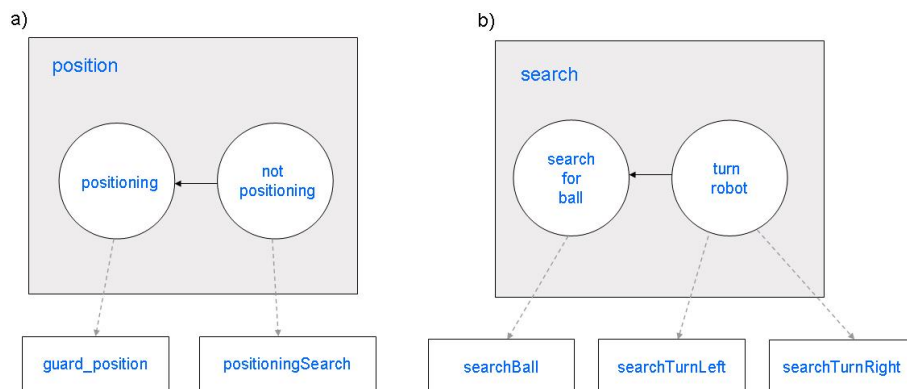 a)
position
positioning
not
positioning
guard_position
positioningSearch
b)
search
search
for
ball
turn
robot
searchBall
searchTurnLeft
searchTurnRight